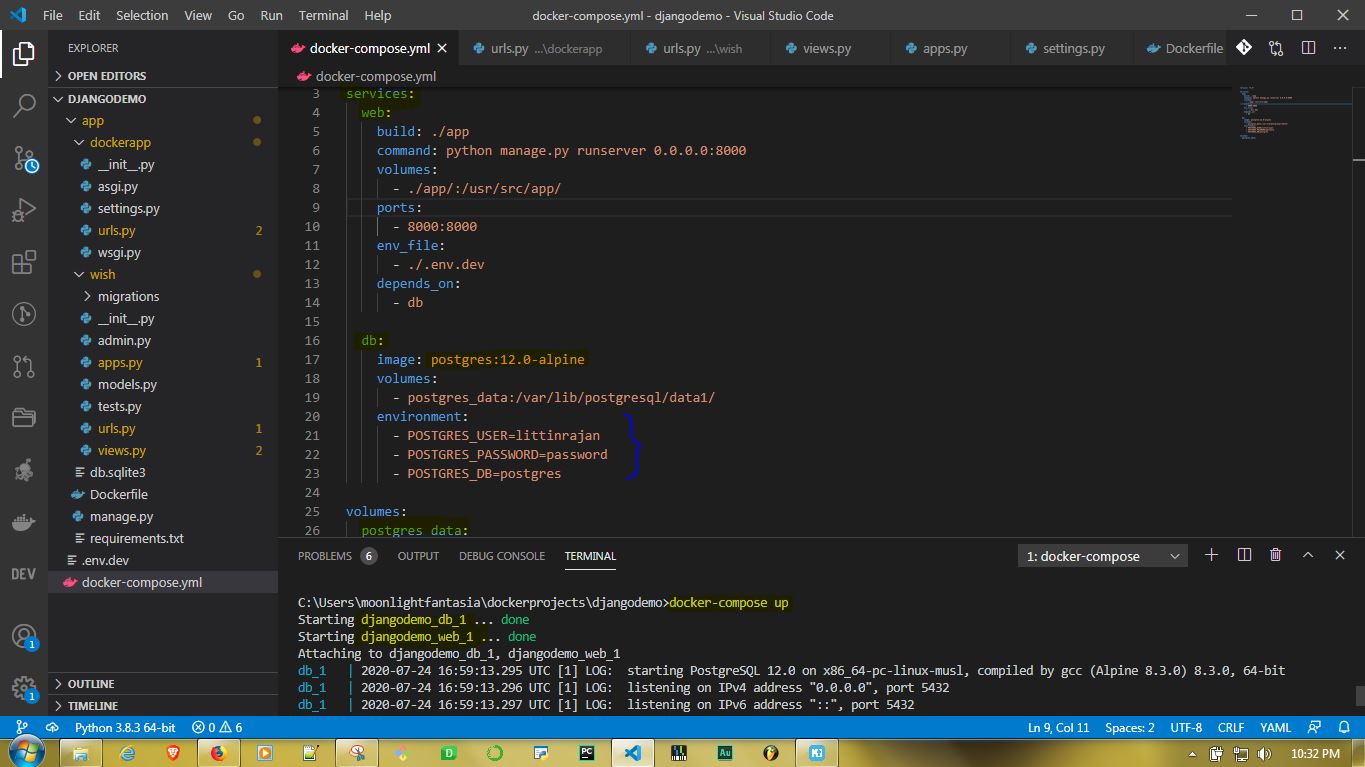 File Edit Selection View Go Run Terminal Help
docker-compose.yml - djangodemo - Visual Studio Code
EXPLORER
OPEN EDITORS
DJANGODEMO
app
dockerapp
__init__.py
asgi.py
settings.py
urls.py 2
wsgi.py
wish
migrations
__init__.py
admin.py
apps.py 1
models.py
tests.py
urls.py 1
views.py 2
db.sqlite3
Dockerfile
manage.py
requirements.txt
.env.dev
docker-compose.yml
OUTLINE
TIMELINE
DEV
1
1
docker-compose.yml urls.py ...\dockerapp urls.py ...\wish views.py apps.py settings.py Dockerfile
docker-compose.yml
3 services:
4 web:
5 build: ./app
6 command: python manage.py runserver 0.0.0.0:8000
7 volumes:
8 - ./app/:/usr/src/app/
9 ports:
10 - 8000:8000
11 env_file:
12 - ./.env.dev
13 depends_on:
14 - db
15
16 db:
17 image: postgres:12.0-alpine
18 volumes:
19 - postgres_data:/var/lib/postgresql/data1/
20 environment:
21 - POSTGRES_USER=littinrajan
22 - POSTGRES_PASSWORD=password
23 - POSTGRES_DB=postgres
24
25 volumes:
26 postgres_data:
PROBLEMS 6 OUTPUT DEBUG CONSOLE TERMINAL 1: docker-compose
C:\Users\moonlightfantasia\dockerprojects\djangodemo>docker-compose up
Starting djangodemo_db_1 ... done
Starting djangodemo_web_1 ... done
Attaching to djangodemo_db_1, djangodemo_web_1
db_1 | 2020-07-24 16:59:13.295 UTC [1] LOG: starting PostgreSQL 12.0 on x86_64-pc-linux-musl, compiled by gcc (Alpine 8.3.0) 8.3.0, 64-bit
db_1 | 2020-07-24 16:59:13.296 UTC [1] LOG: listening on IPv4 address "0.0.0.0", port 5432
db_1 | 2020-07-24 16:59:13.297 UTC [1] LOG: listening on IPv6 address "::", port 5432
Python 3.8.3 64-bit 0 6 Ln 9, Col 11 Spaces: 2 UTF-8 CRLF YAML
D PC Au Ki 10:32 PM